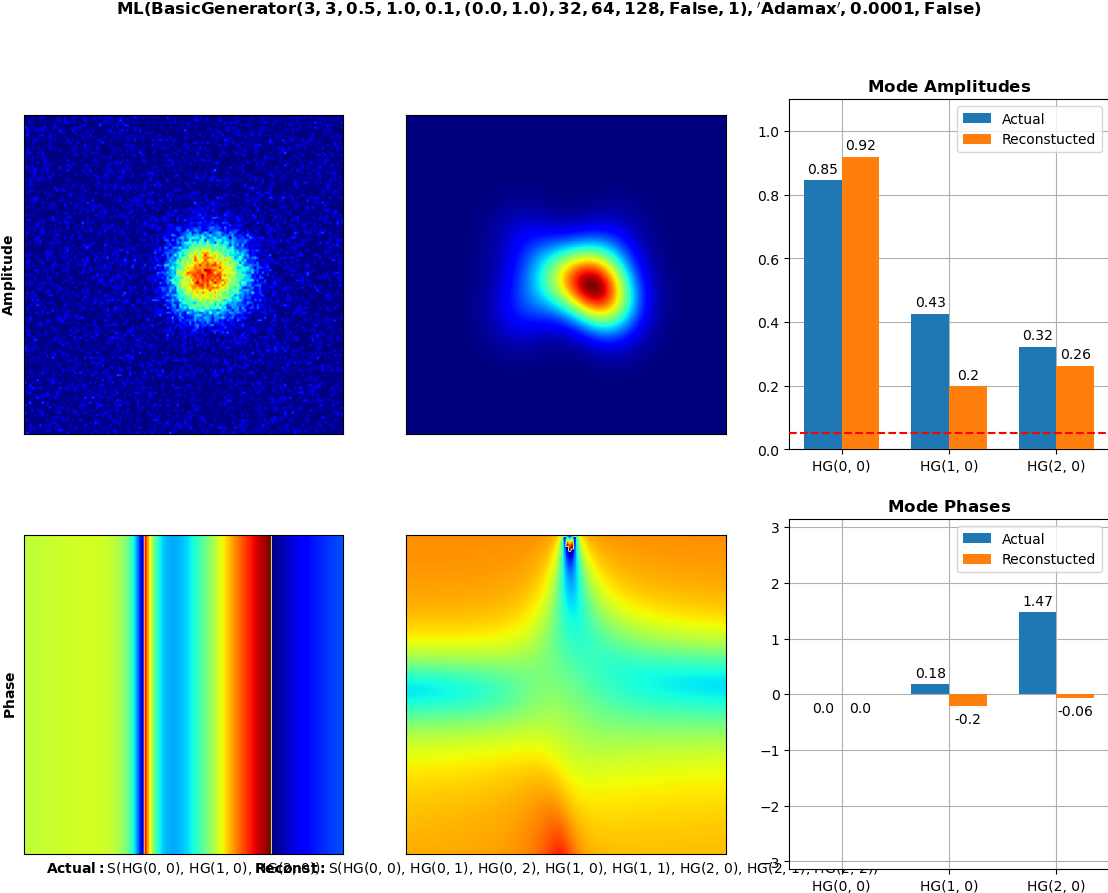 ML(BasicGenerator(3, 3, 0.5, 1.0, 0.1, (0.0, 1.0), 32, 64, 128, False, 1), ′Adamax′, 0.0001, False)
Amplitude
Mode Amplitudes
Actual
Reconstucted
1.0
0.8
0.6
0.4
0.2
0.0
0.85
0.92
0.43
0.2
0.32
0.26
HG(0, 0)
HG(1, 0)
HG(2, 0)
Phase
Mode Phases
Actual
Reconstucted
3
2
1
0
−1
−2
−3
0.0
0.0
0.18
-0.2
1.47
-0.06
HG(0, 0)
HG(1, 0)
HG(2, 0)
Actual: S(HG(0, 0), HG(1, 0), HG(2, 0))
Reconst: S(HG(0, 0), HG(0, 1), HG(0, 2), HG(1, 0), HG(1, 1), HG(2, 0), HG(2, 1), HG(2, 2))